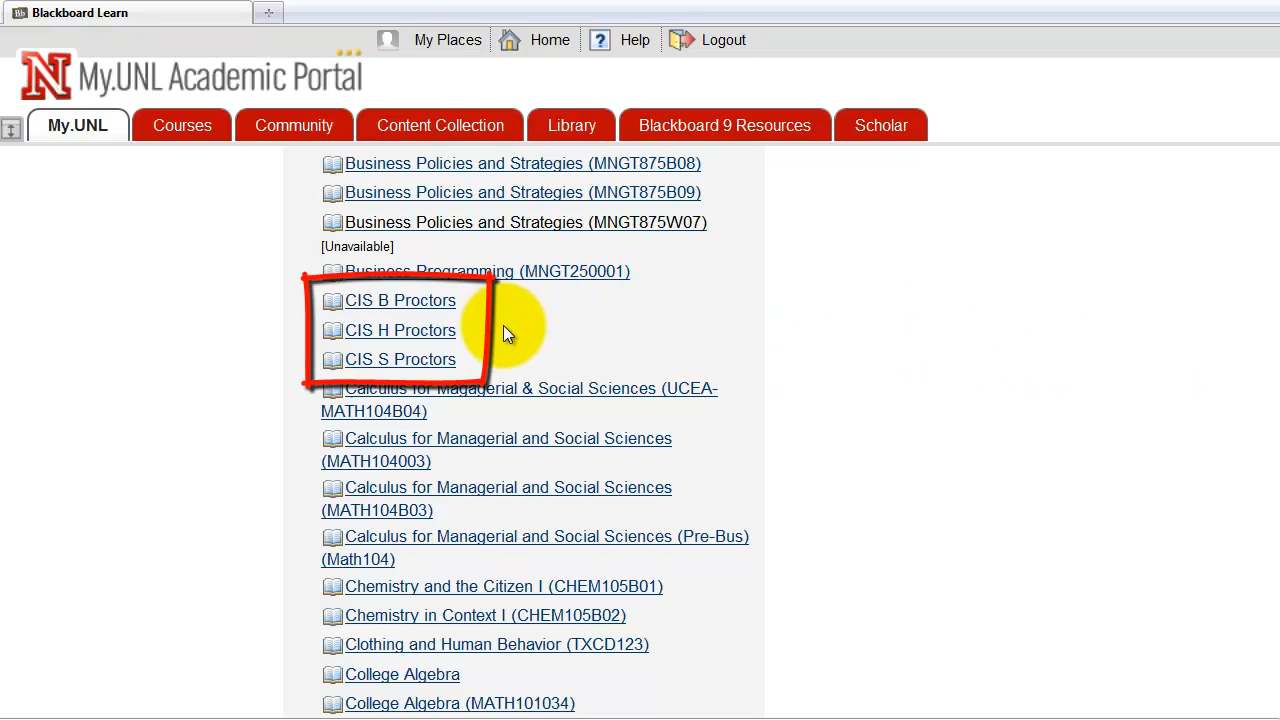 Blackboard Learn
My Places Home Help Logout
N My.UNL Academic Portal
My.UNL Courses Community Content Collection Library Blackboard 9 Resources Scholar
Business Policies and Strategies (MNGT875B08)
Business Policies and Strategies (MNGT875B09)
Business Policies and Strategies (MNGT875W07)
[Unavailable]
Business Programming (MNGT250001)
CIS B Proctors
CIS H Proctors
CIS S Proctors
Calculus for Magagerial & Social Sciences (UCEA-
MATH104B04)
Calculus for Managerial and Social Sciences
(MATH104003)
Calculus for Managerial and Social Sciences
(MATH104B03)
Calculus for Managerial and Social Sciences (Pre-Bus)
(Math104)
Chemistry and the Citizen I (CHEM105B01)
Chemistry in Context I (CHEM105B02)
Clothing and Human Behavior (TXCD123)
College Algebra
College Algebra (MATH101034)